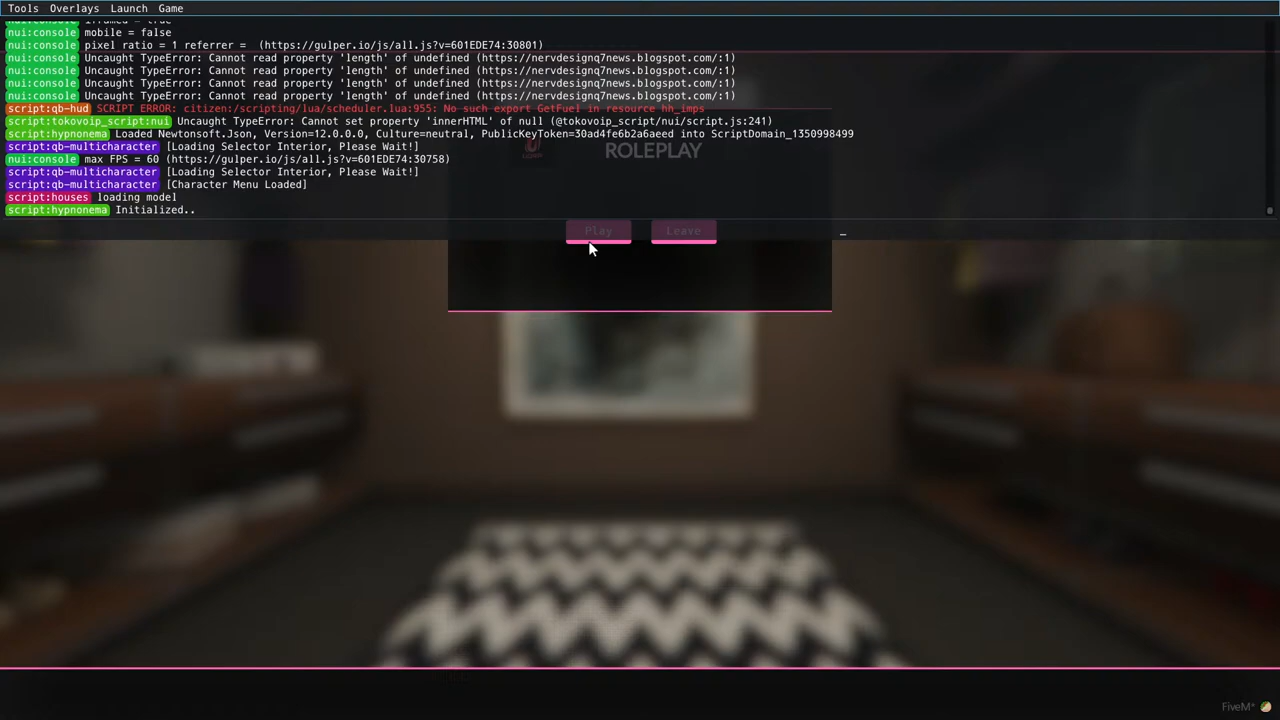 Tools Overlays Launch Game
nui:console iframed = true
nui:console mobile = false
nui:console pixel ratio = 1 referrer =  (https://gulper.io/js/all.js?v=601EDE74:30801)
nui:console Uncaught TypeError: Cannot read property 'length' of undefined (https://nervdesignq7news.blogspot.com/:1)
nui:console Uncaught TypeError: Cannot read property 'length' of undefined (https://nervdesignq7news.blogspot.com/:1)
nui:console Uncaught TypeError: Cannot read property 'length' of undefined (https://nervdesignq7news.blogspot.com/:1)
nui:console Uncaught TypeError: Cannot read property 'length' of undefined (https://nervdesignq7news.blogspot.com/:1)
script:qb-hud SCRIPT ERROR: citizen:/scripting/lua/scheduler.lua:955: No such export GetFuel in resource hh_imps
script:tokovoip_script:nui Uncaught TypeError: Cannot set property 'innerHTML' of null (@tokovoip_script/nui/script.js:241)
script:hypnonema Loaded Newtonsoft.Json, Version=12.0.0.0, Culture=neutral, PublicKeyToken=30ad4fe6b2a6aeed into ScriptDomain_1350998499
script:qb-multicharacter [Loading Selector Interior, Please Wait!]
ROLEPLAY
nui:console max FPS = 60 (https://gulper.io/js/all.js?v=601EDE74:30758)
script:qb-multicharacter [Loading Selector Interior, Please Wait!]
script:qb-multicharacter [Character Menu Loaded]
script:houses loading model
script:hypnonema Initialized..
Play Leave
FiveM*